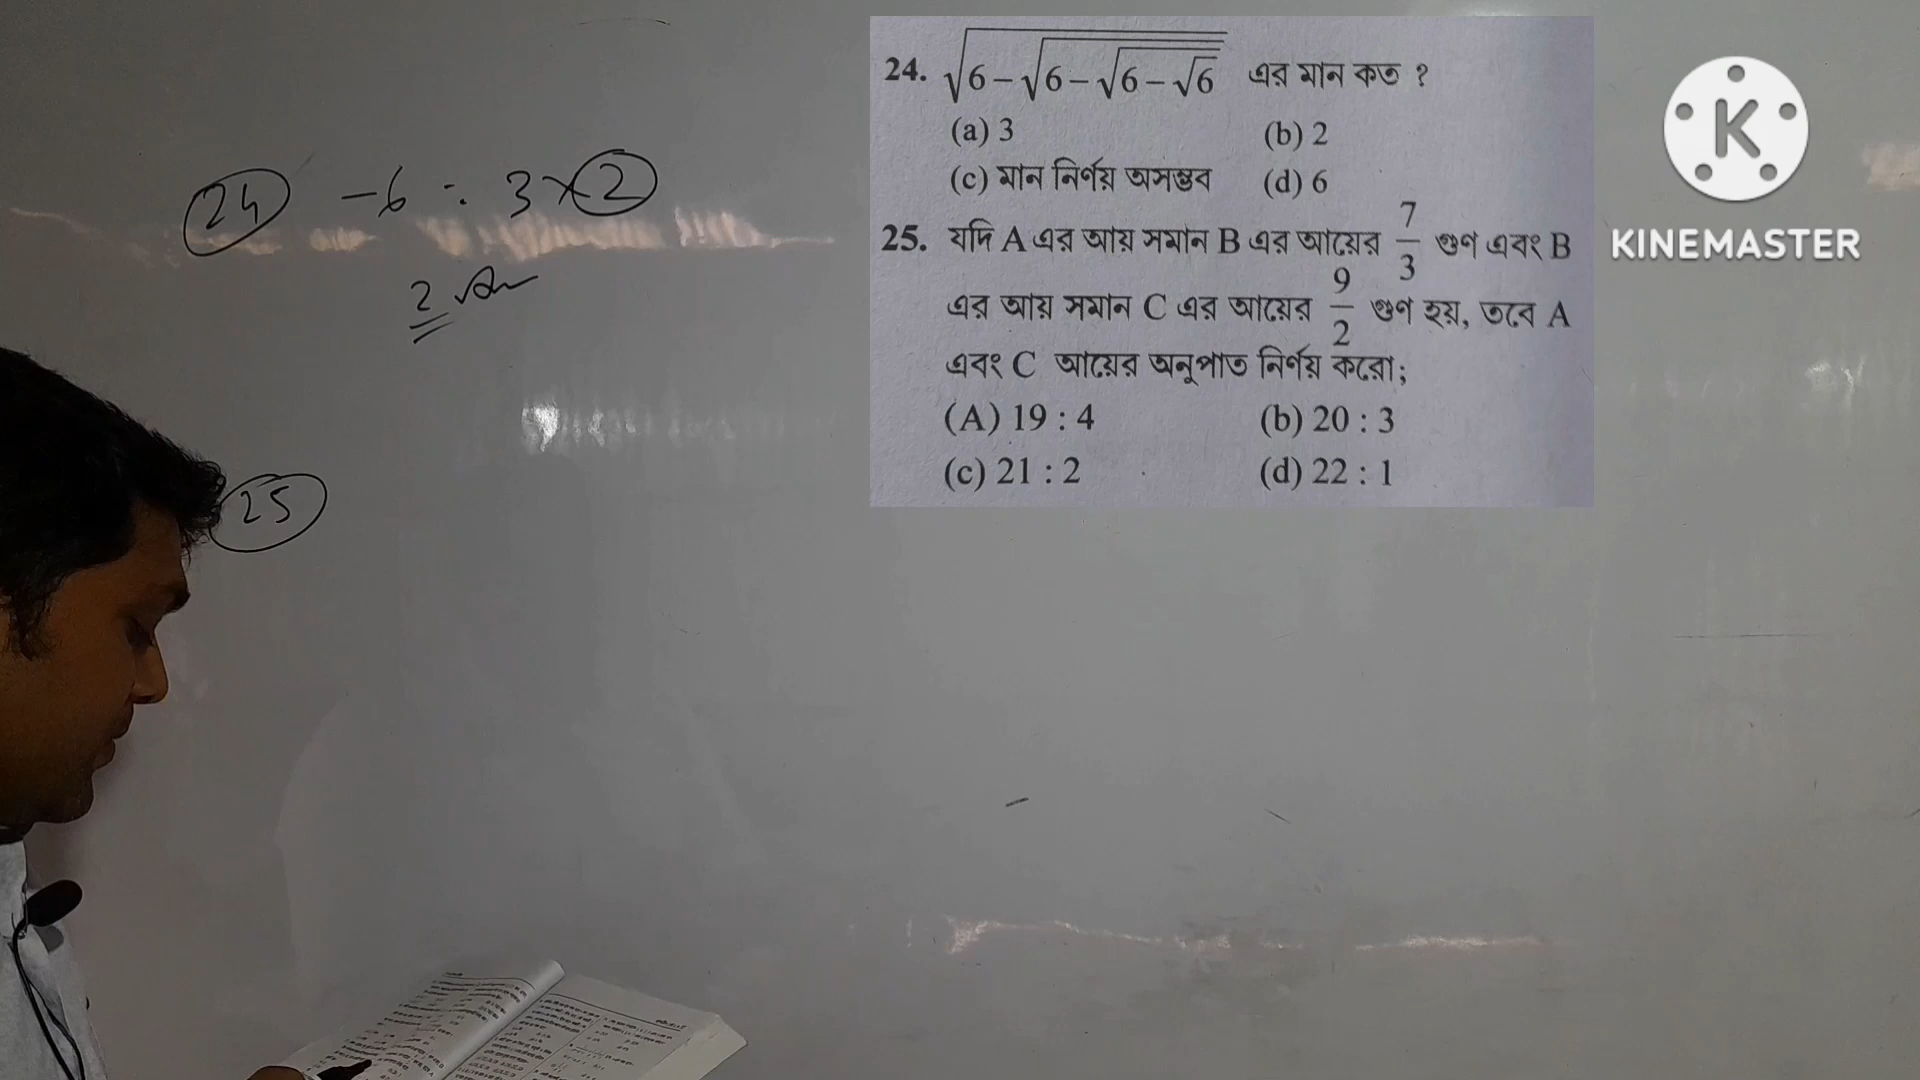 24. √6 − √6 − √6 − √6 এর মান কত ?
(a) 3 (b) 2
(c) মান নির্ণয় অসম্ভব (d) 6
25. যদি A এর আয় সমান B এর আয়ের 7/3 গুণ এবং B
এর আয় সমান C এর আয়ের 9/2 গুণ হয়, তবে A
এবং C আয়ের অনুপাত নির্ণয় করো;
(A) 19 : 4 (b) 20 : 3
(c) 21 : 2 (d) 22 : 1
KINEMASTER
24 −6 : 3 × 2
2 Ans
25